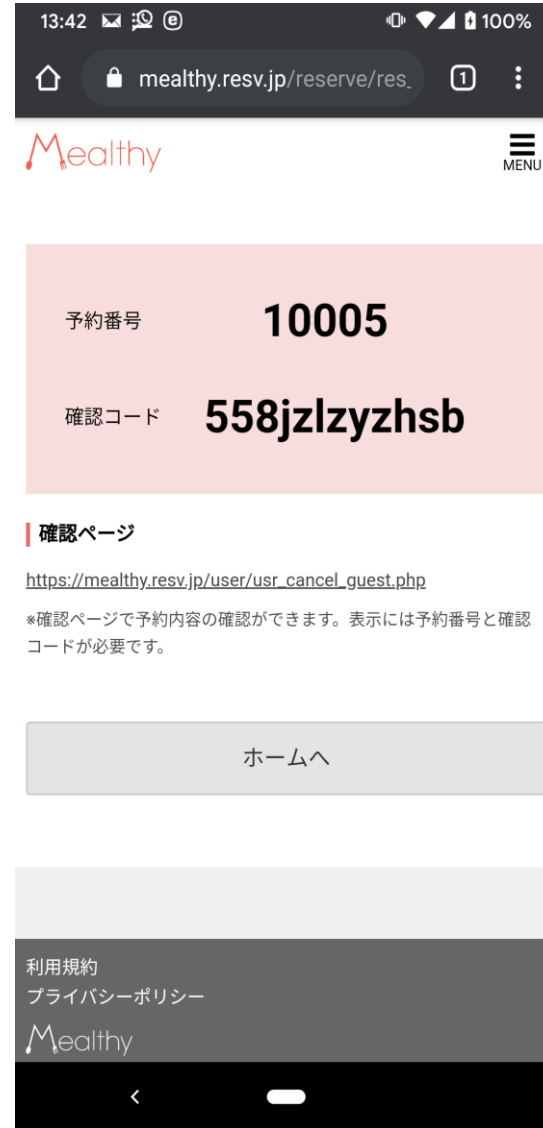 13:42
100%
mealthy.resv.jp/reserve/res_
1
Mealthy
MENU
予約番号 10005
確認コード 558jzlzyzhsb
確認ページ
https://mealthy.resv.jp/user/usr_cancel_guest.php
※確認ページで予約内容の確認ができます。表示には予約番号と確認
コードが必要です。
ホームへ
利用規約
プライバシーポリシー
Mealthy